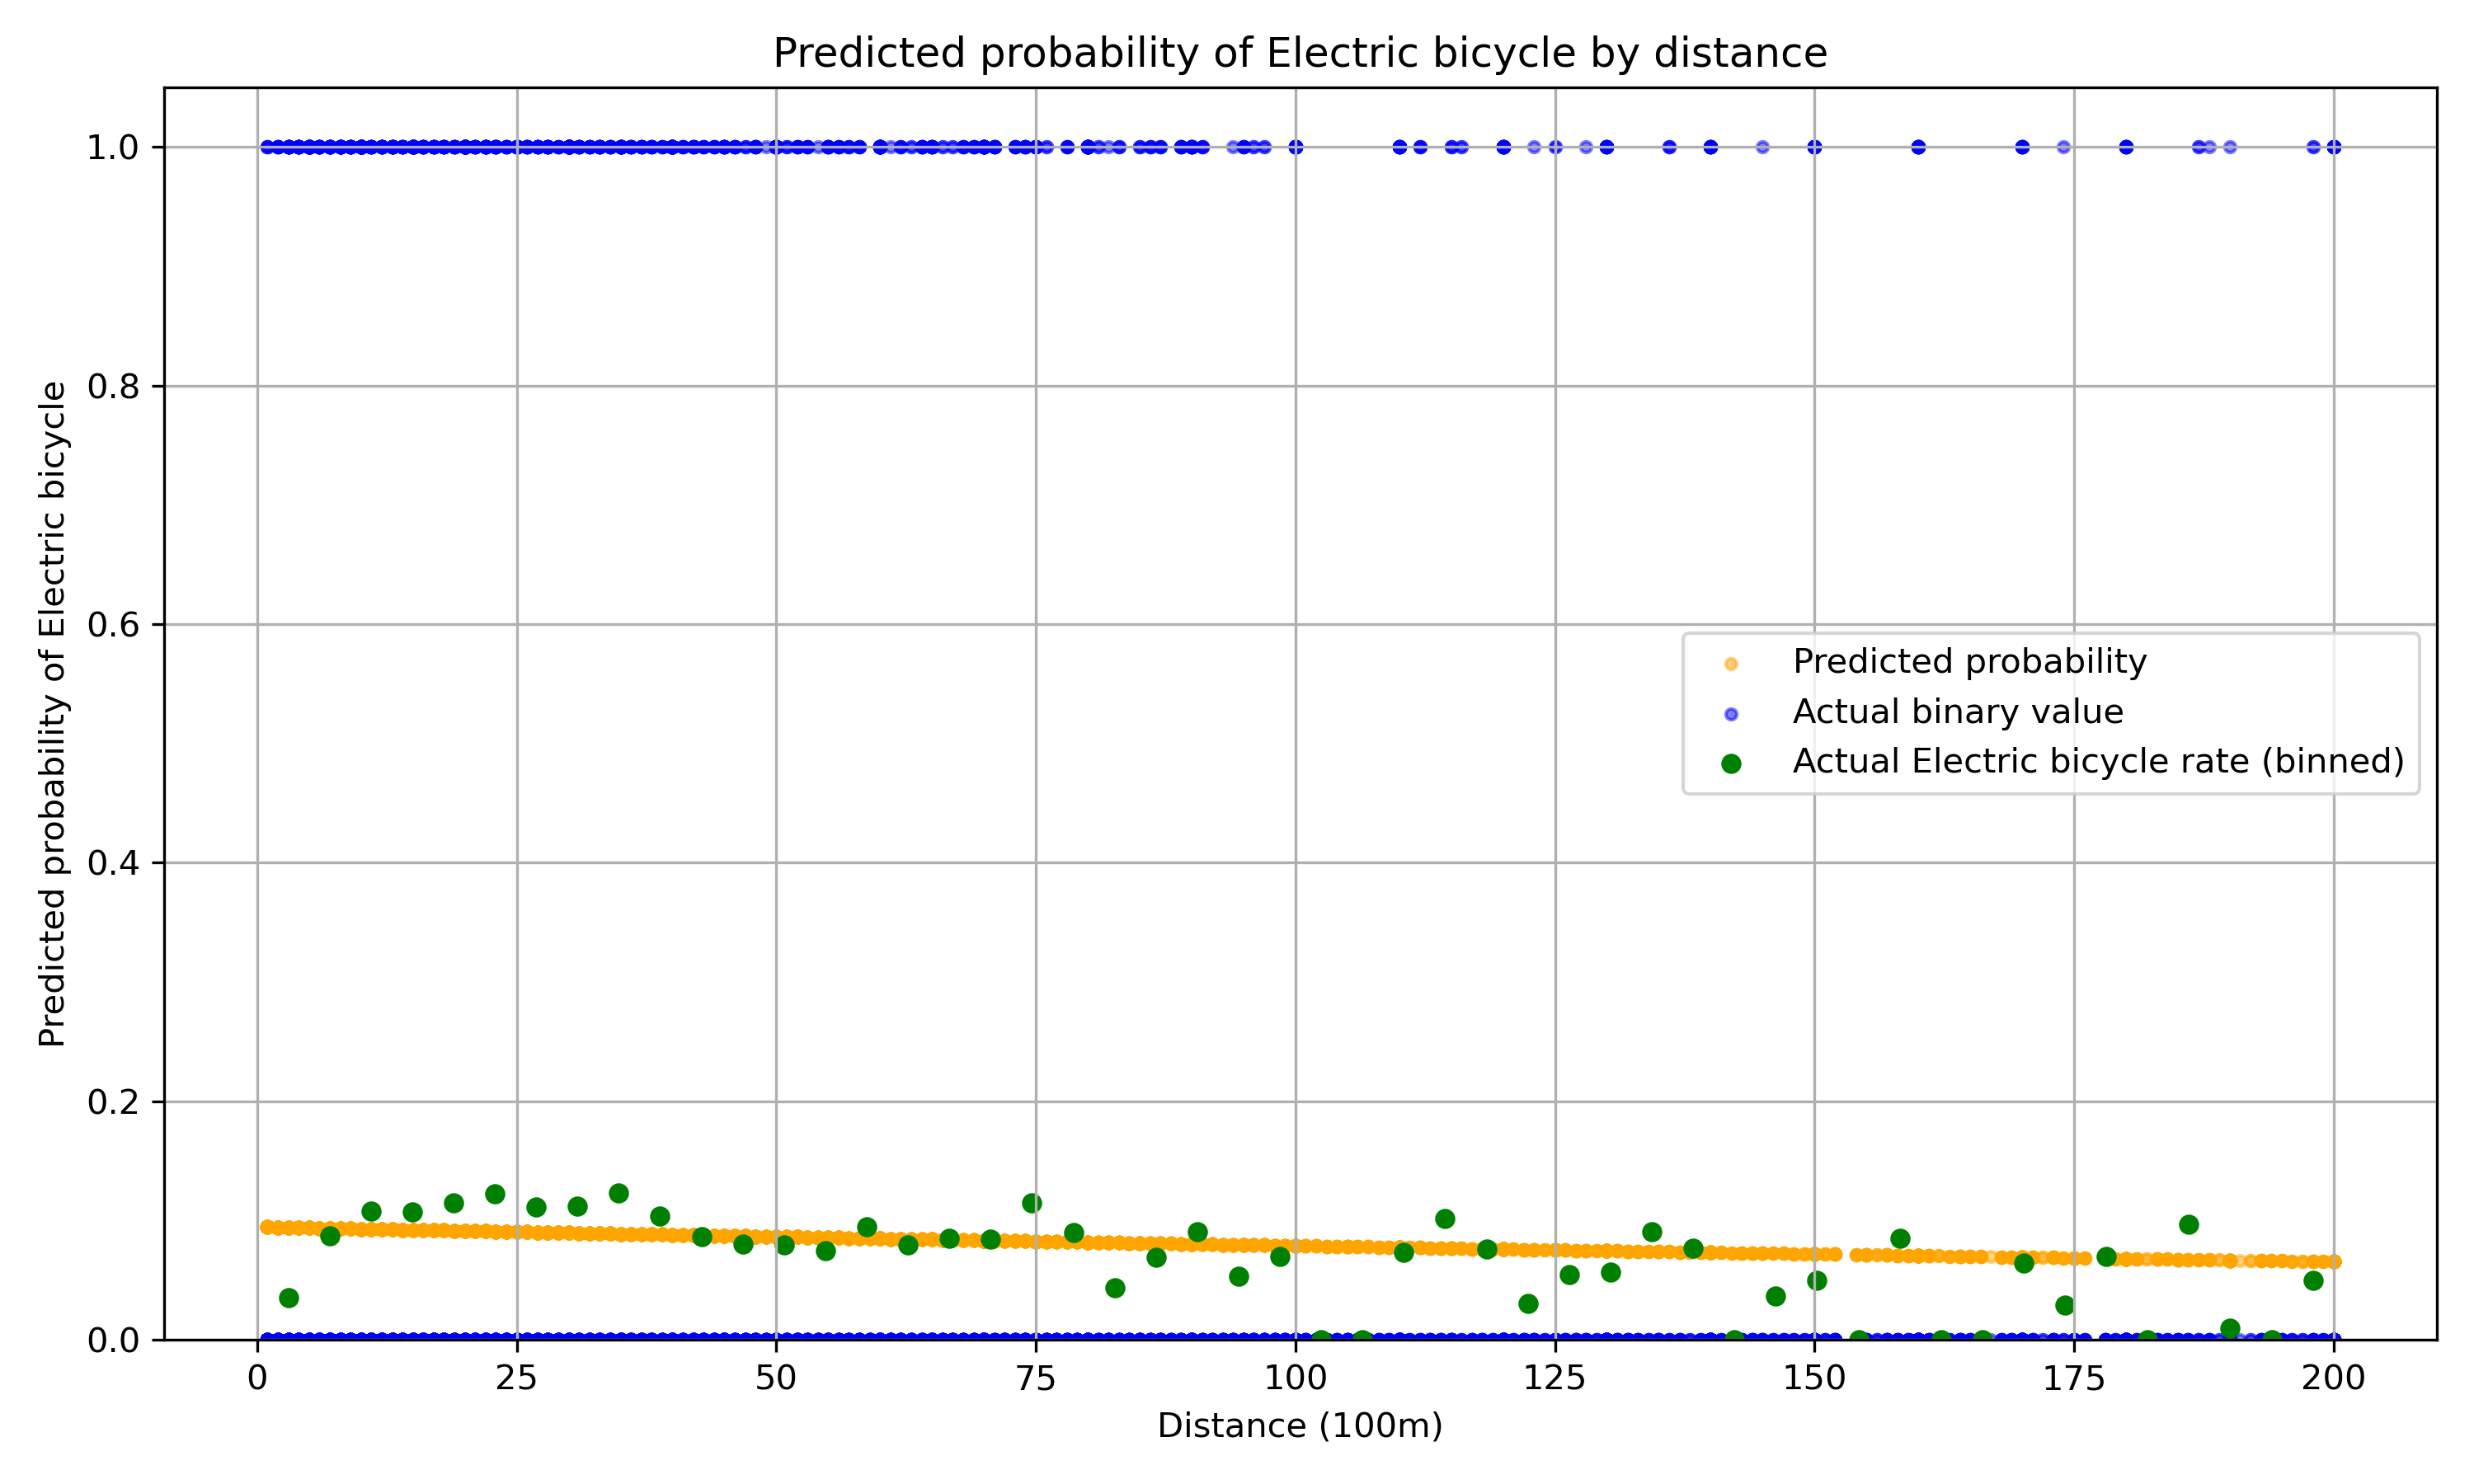 Predicted probability of Electric bicycle by distance
Predicted probability of Electric bicycle
1.0
0.8
0.6
0.4
0.2
0.0
Predicted probability
Actual binary value
Actual Electric bicycle rate (binned)
0 25 50 75 100 125 150 175 200
Distance (100m)